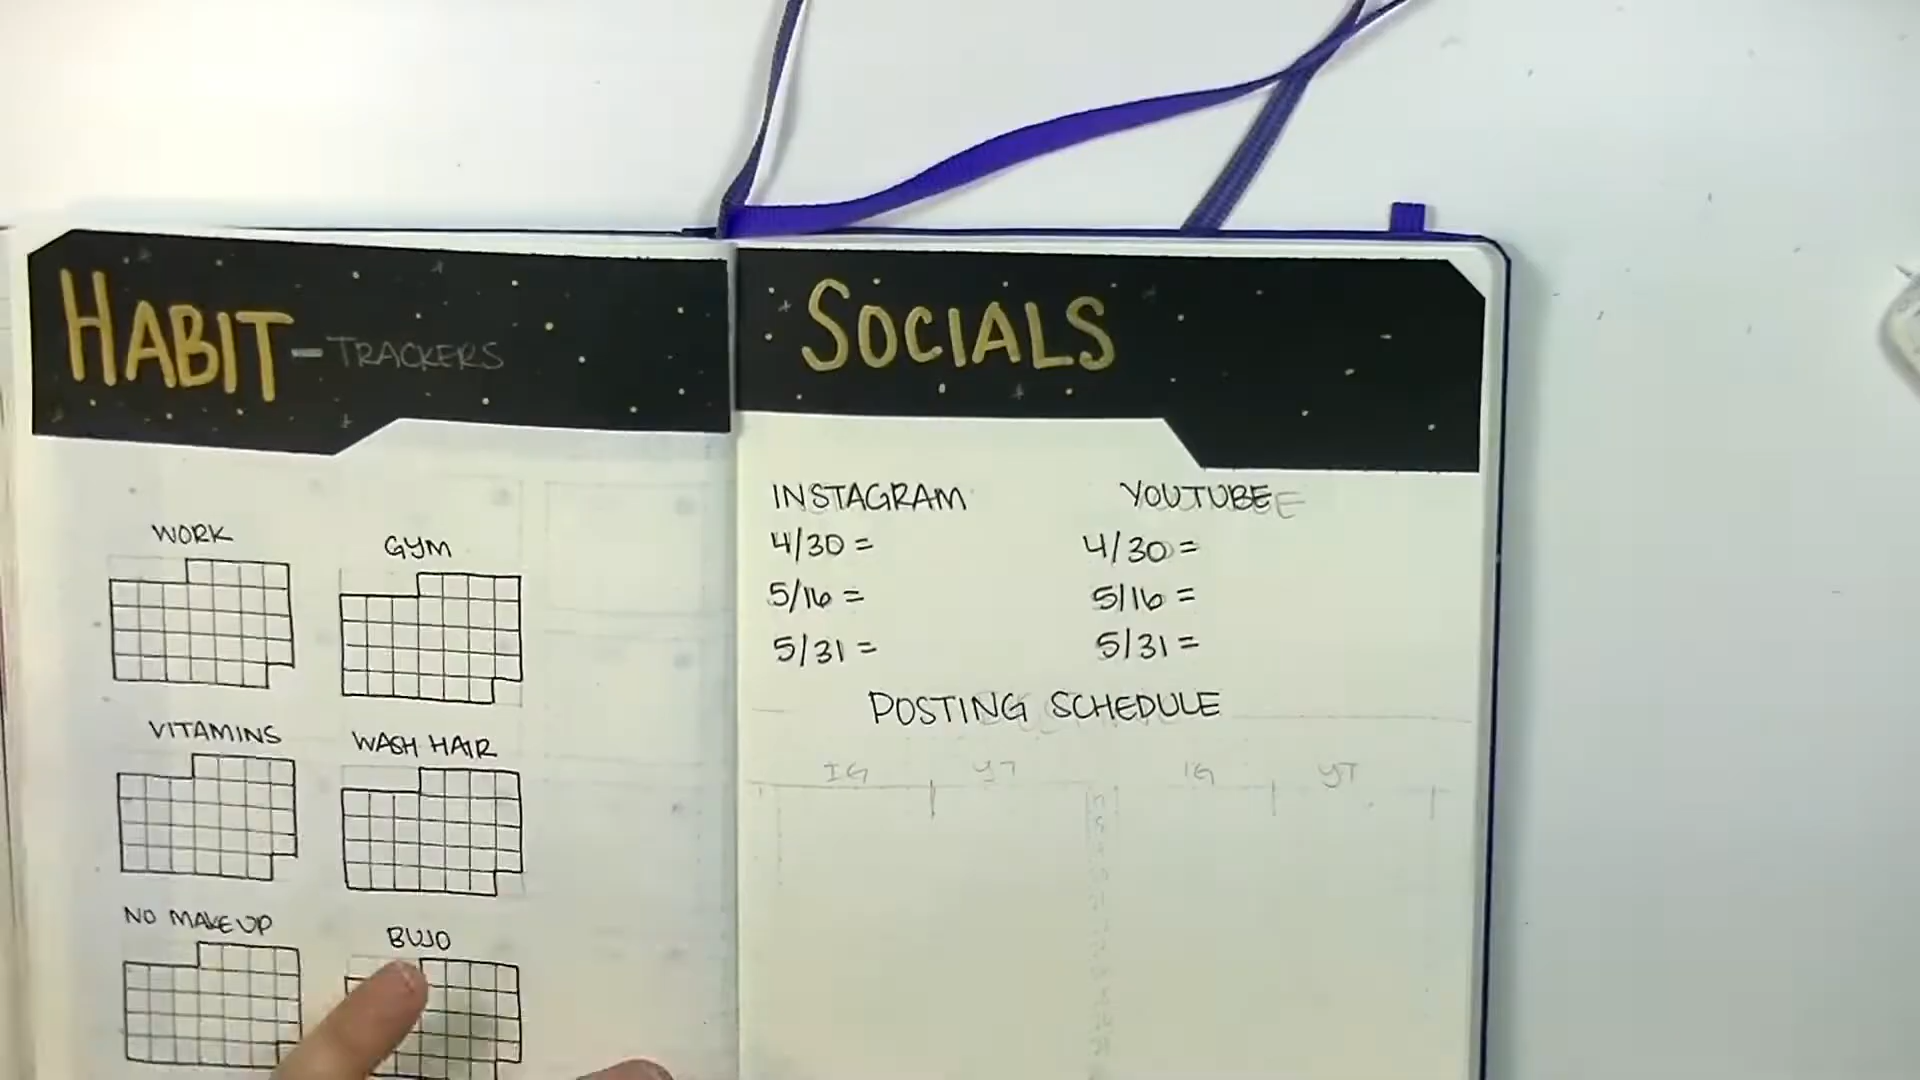 HABIT - TRACKERS
WORK
GYM
VITAMINS
WASH HAIR
NO MAKEUP
BUJO
SOCIALS
INSTAGRAM
4/30 =
5/16 =
5/31 =
YOUTUBE
4/30 =
5/16 =
5/31 =
POSTING SCHEDULE
IG YT IG YT